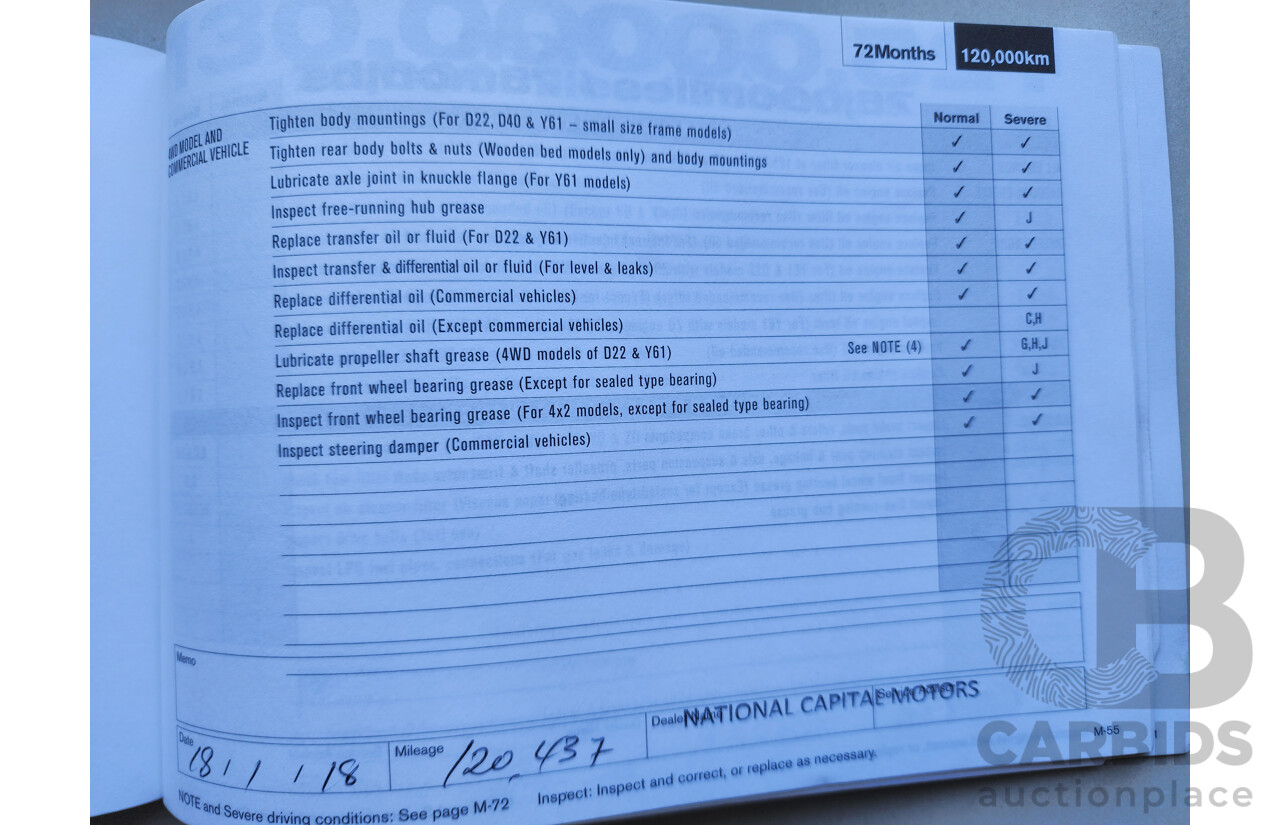 72Months 120,000km
Normal Severe
4WD MODEL AND
COMMERCIAL VEHICLE
Tighten body mountings (For D22, D40 & Y61 – small size frame models) ✓ ✓
Tighten rear body bolts & nuts (Wooden bed models only) and body mountings ✓ ✓
Lubricate axle joint in knuckle flange (For Y61 models) ✓ ✓
Inspect free-running hub grease ✓ J
Replace transfer oil or fluid (For D22 & Y61) ✓ ✓
Inspect transfer & differential oil or fluid (For level & leaks) ✓ ✓
Replace differential oil (Commercial vehicles) ✓ ✓
Replace differential oil (Except commercial vehicles) C,H
Lubricate propeller shaft grease (4WD models of D22 & Y61) See NOTE (4) ✓ G,H,J
Replace front wheel bearing grease (Except for sealed type bearing) ✓ J
Inspect front wheel bearing grease (For 4x2 models, except for sealed type bearing) ✓ ✓
Inspect steering damper (Commercial vehicles) ✓ ✓
Memo
Date 18 / 1 / 18 Mileage 120,437 Dealer NATIONAL CAPITAL MOTORS
NOTE and Severe driving conditions: See page M-72 Inspect: Inspect and correct, or replace as necessary.
M-55
CB
CARBIDS
auctionplace